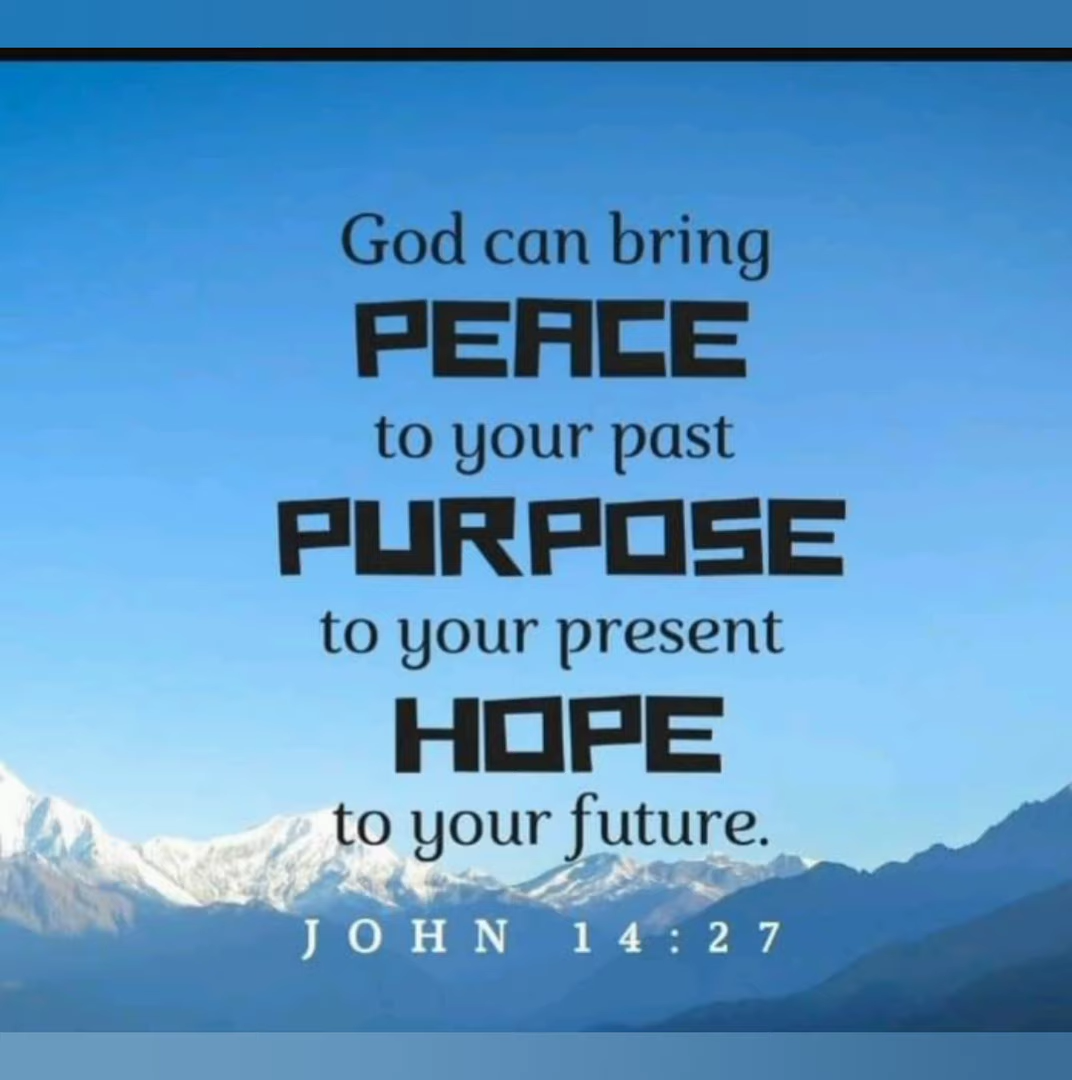 God can bring
PEACE
to your past
PURPOSE
to your present
HOPE
to your future.
JOHN 14:27